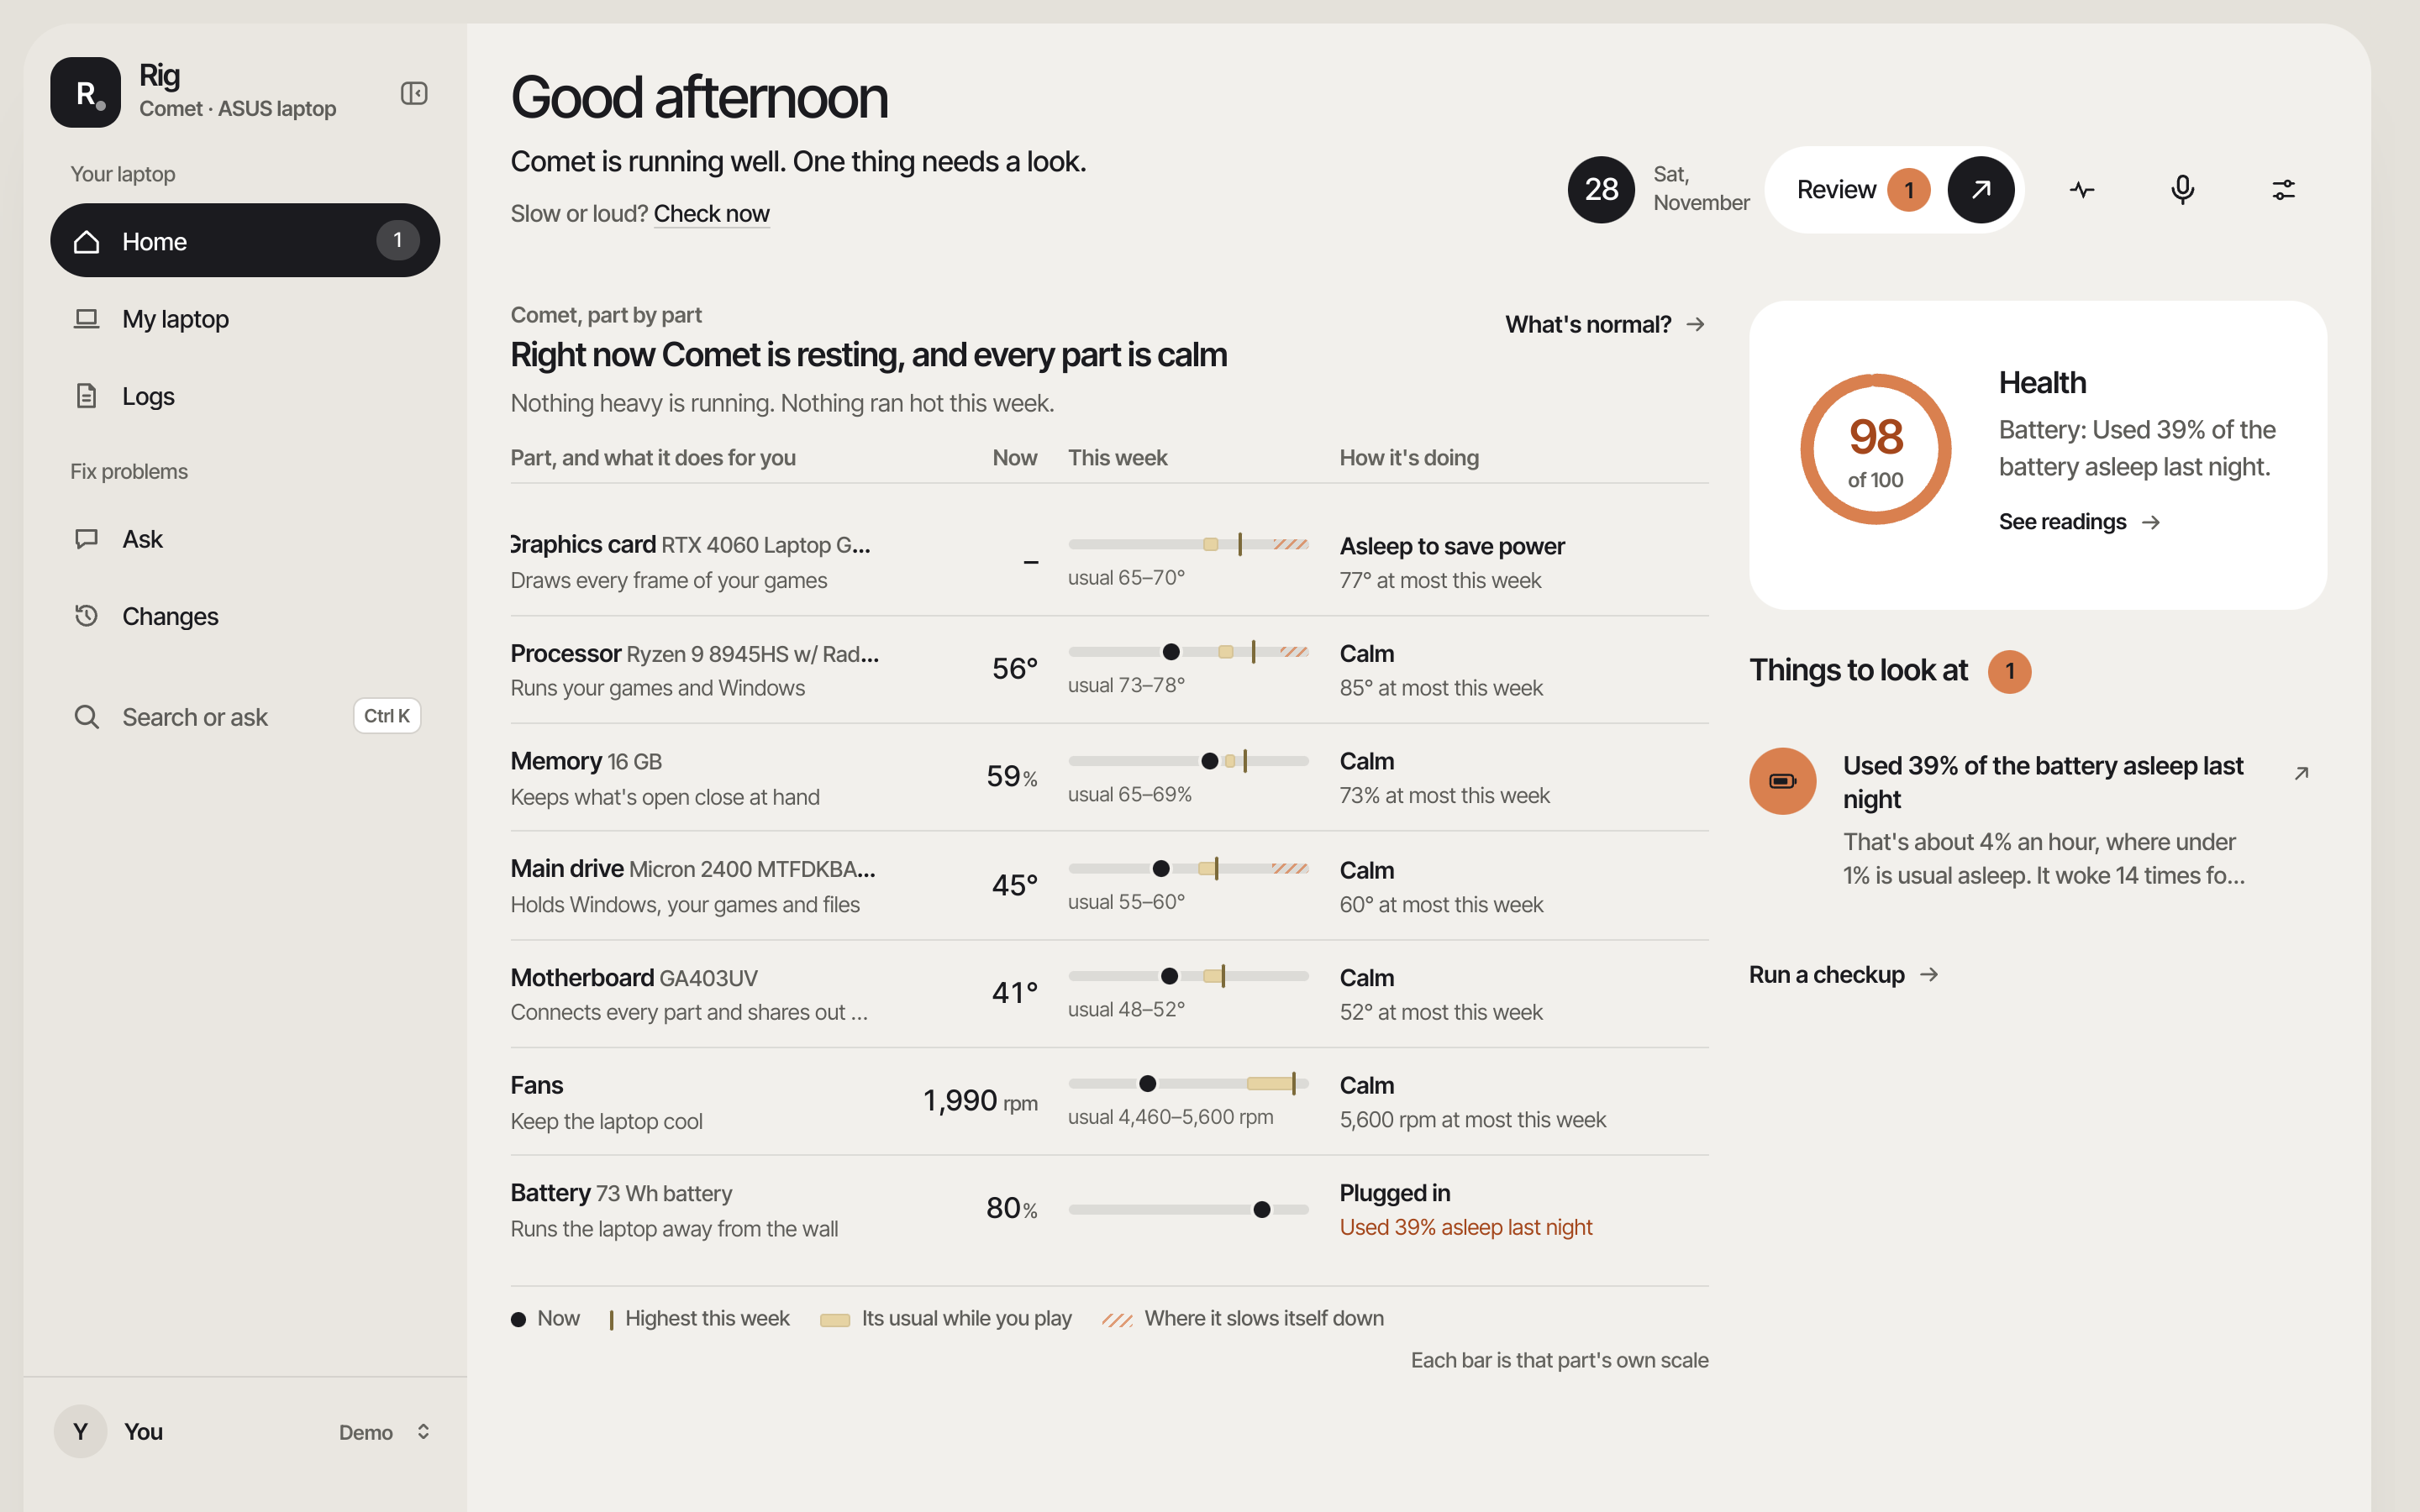 R.
Rig
Comet · ASUS laptop
Your laptop
Home 1
My laptop
Logs
Fix problems
Ask
Changes
Search or ask Ctrl K
Y You Demo
Good afternoon
Comet is running well. One thing needs a look.
Slow or loud? Check now
28 Sat,
November
Review 1
Comet, part by part
What's normal?
Right now Comet is resting, and every part is calm
Nothing heavy is running. Nothing ran hot this week.
Part, and what it does for you Now This week How it's doing
Graphics card RTX 4060 Laptop G... – Asleep to save power
Draws every frame of your games usual 65–70° 77° at most this week
Processor Ryzen 9 8945HS w/ Rad... 56° Calm
Runs your games and Windows usual 73–78° 85° at most this week
Memory 16 GB 59% Calm
Keeps what's open close at hand usual 65–69% 73% at most this week
Main drive Micron 2400 MTFDKBA... 45° Calm
Holds Windows, your games and files usual 55–60° 60° at most this week
Motherboard GA403UV 41° Calm
Connects every part and shares out ... usual 48–52° 52° at most this week
Fans 1,990 rpm Calm
Keep the laptop cool usual 4,460–5,600 rpm 5,600 rpm at most this week
Battery 73 Wh battery 80% Plugged in
Runs the laptop away from the wall Used 39% asleep last night
Now Highest this week Its usual while you play Where it slows itself down
Each bar is that part's own scale
98
of 100
Health
Battery: Used 39% of the
battery asleep last night.
See readings
Things to look at 1
Used 39% of the battery asleep last
night
That's about 4% an hour, where under
1% is usual asleep. It woke 14 times fo...
Run a checkup